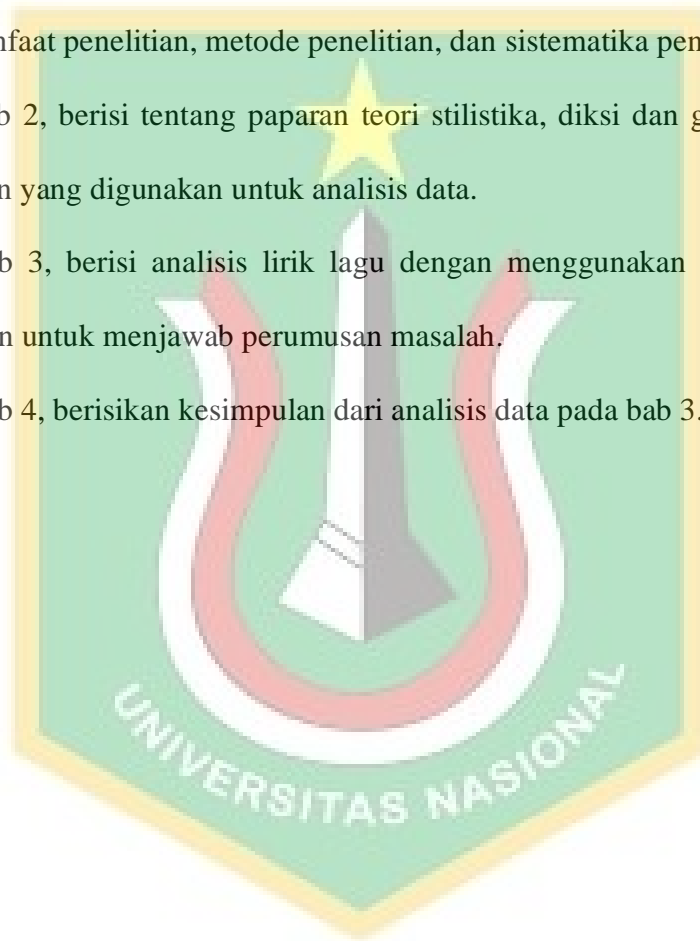 nfaat penelitian, metode penelitian, dan sistematika pen
b 2, berisi tentang paparan teori stilistika, diksi dan g
n yang digunakan untuk analisis data.
b 3, berisi analisis lirik lagu dengan menggunakan
n untuk menjawab perumusan masalah.
b 4, berisikan kesimpulan dari analisis data pada bab 3.
UNIVERSITAS NASIONAL